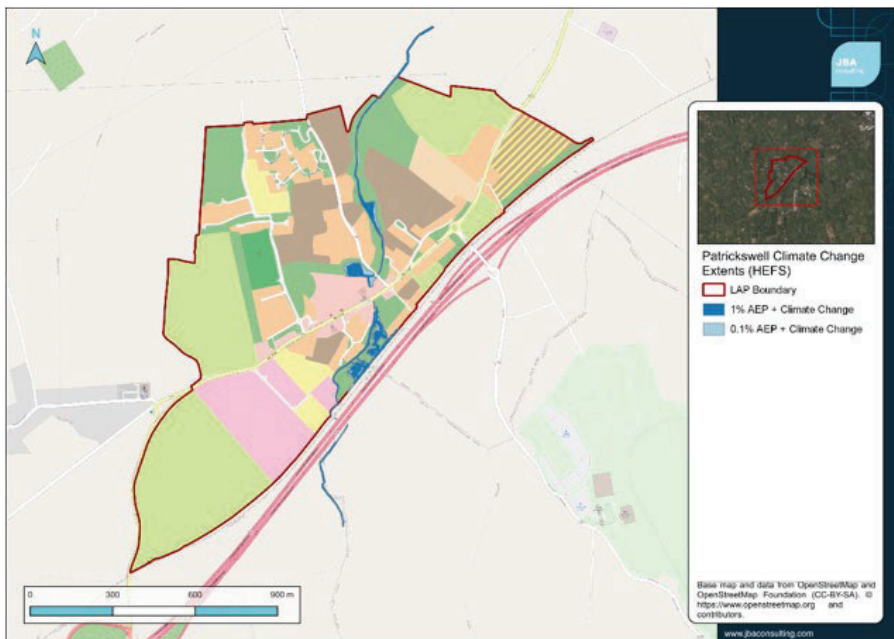 N
JBA
consulting
Patrickswell Climate Change
Extents (HEFS)
LAP Boundary
1% AEP + Climate Change
0.1% AEP + Climate Change
0 300 600 900 m
Base map and data from OpenStreetMap and
OpenStreetMap Foundation (CC-BY-SA). ©
https://www.openstreetmap.org and
contributors.
www.jbaconsulting.com